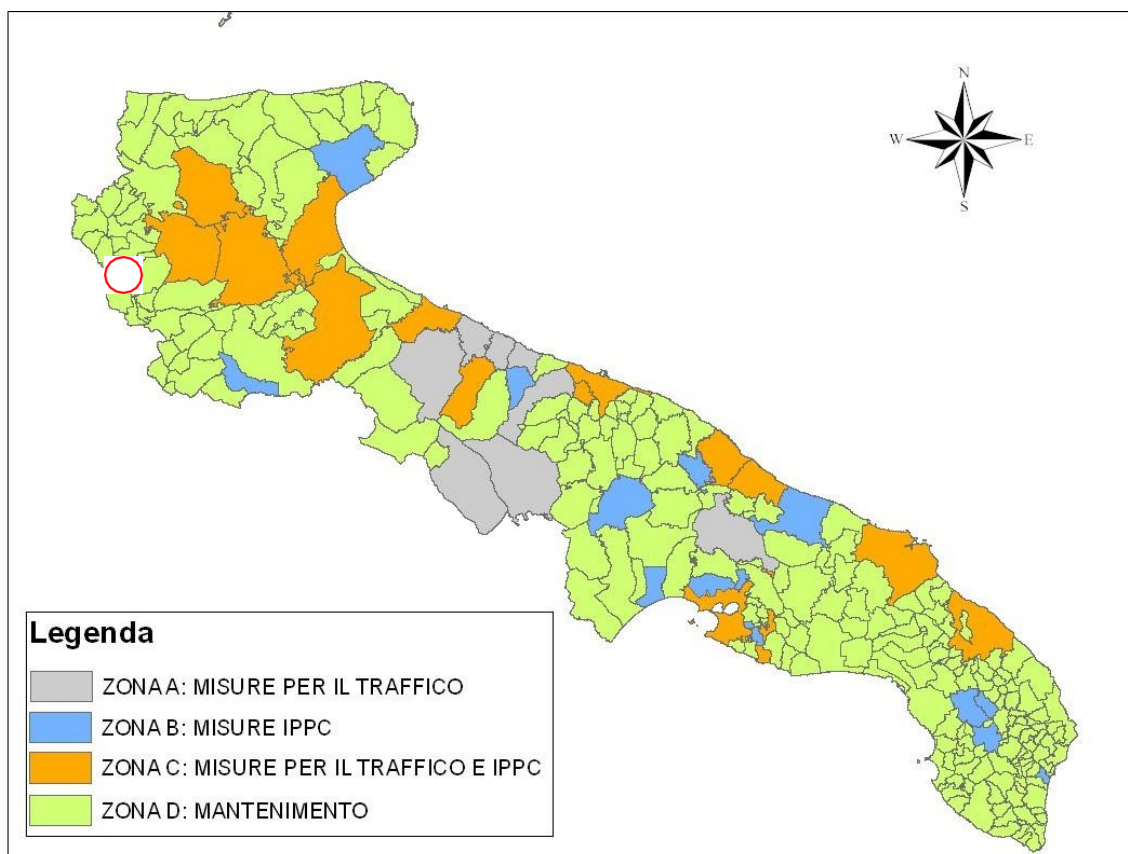 N
W
E
S
Legenda
ZONA A: MISURE PER IL TRAFFICO
ZONA B: MISURE IPPC
ZONA C: MISURE PER IL TRAFFICO E IPPC
ZONA D: MANTENIMENTO